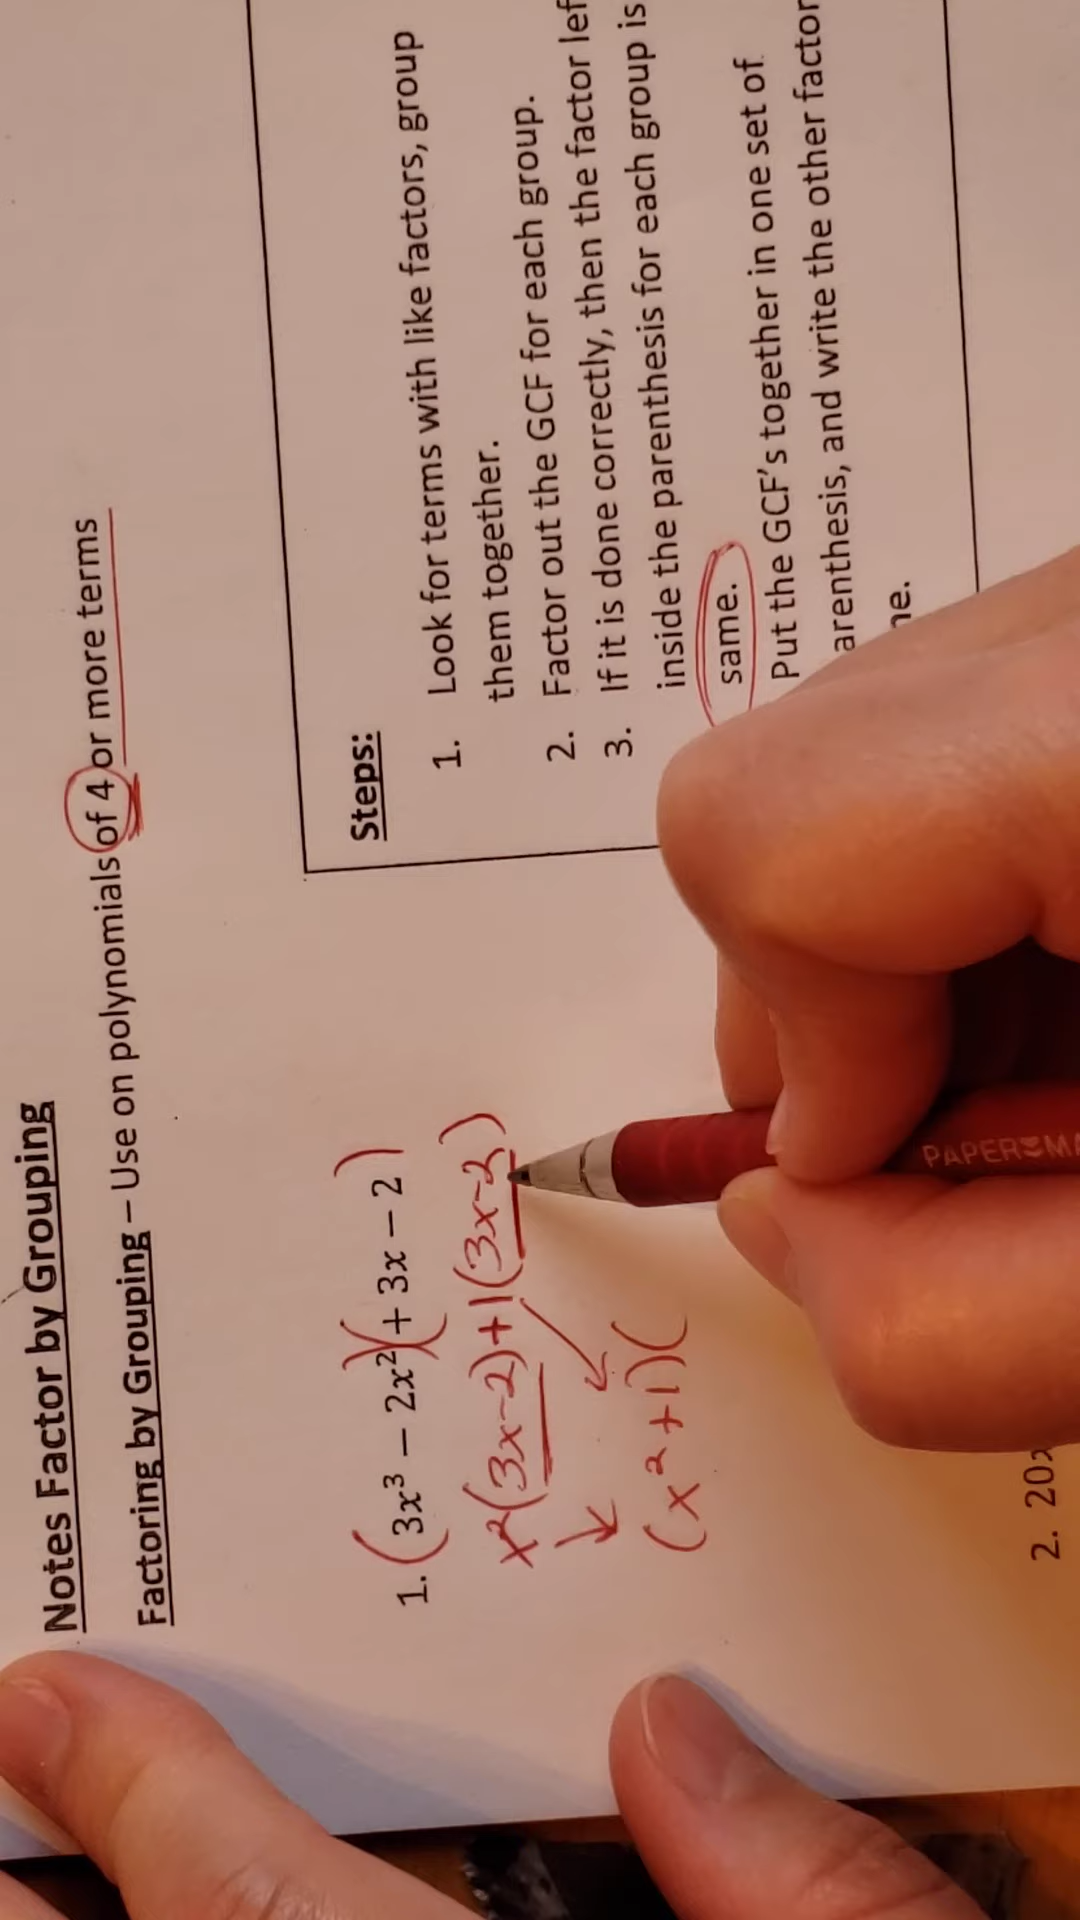 Notes Factor by Grouping
Factoring by Grouping – Use on polynomials of 4 or more terms
Steps:
1. Look for terms with like factors, group
them together.
2. Factor out the GCF for each group.
3. If it is done correctly, then the factor lef
inside the parenthesis for each group is
same.
Put the GCF's together in one set of
arenthesis, and write the other factor
ne.
1. (3x³ – 2x²)(+ 3x – 2)
x²(3x-2)+1(3x-2)
(x²+1)(
2. 20x
PAPER MA